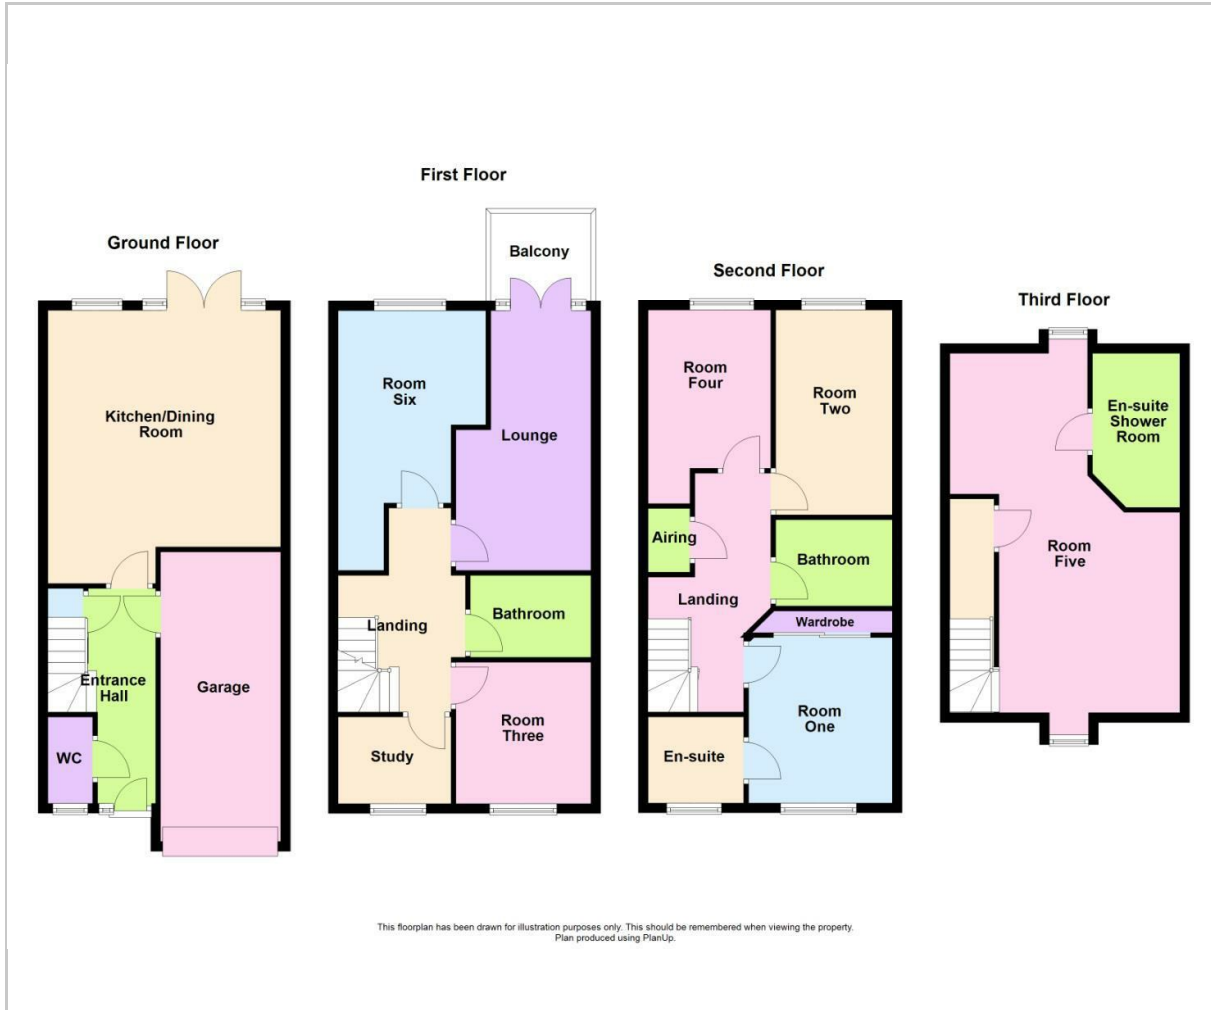 Ground Floor
Kitchen/Dining
Room
Entrance
Hall
Garage
WC
First Floor
Balcony
Room
Six
Lounge
Landing
Bathroom
Study
Room
Three
Second Floor
Room
Four
Room
Two
Airing
Bathroom
Landing
Wardrobe
Room
One
En-suite
Third Floor
En-suite
Shower
Room
Room
Five
This floorplan has been drawn for illustration purposes only. This should be remembered when viewing the property.
Plan produced using PlanUp.